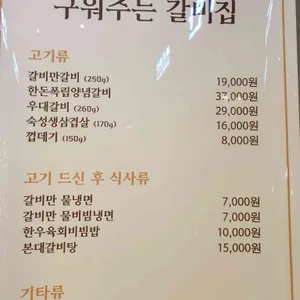 구워주는 갈비집
고기류
갈비만갈비 (250g) 19,000원
한돈폭립양념갈비 37,000원
우대갈비 (260g) 29,000원
숙성생삼겹살 (170g) 16,000원
껍데기 (150g) 8,000원
고기 드신 후 식사류
갈비만 물냉면 7,000원
갈비만 물비빔냉면 7,000원
한우육회비빔밥 10,000원
본대갈비탕 15,000원
기타류